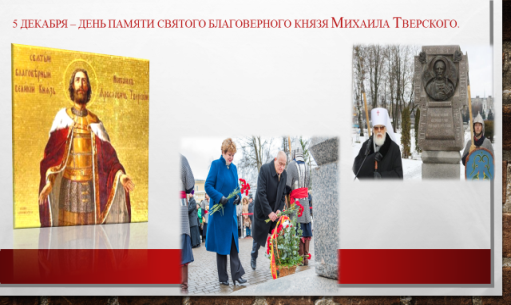 5 ДЕКАБРЯ – ДЕНЬ ПАМЯТИ СВЯТОГО БЛАГОВЕРНОГО КНЯЗЯ МИХАИЛА ТВЕРСКОГО.